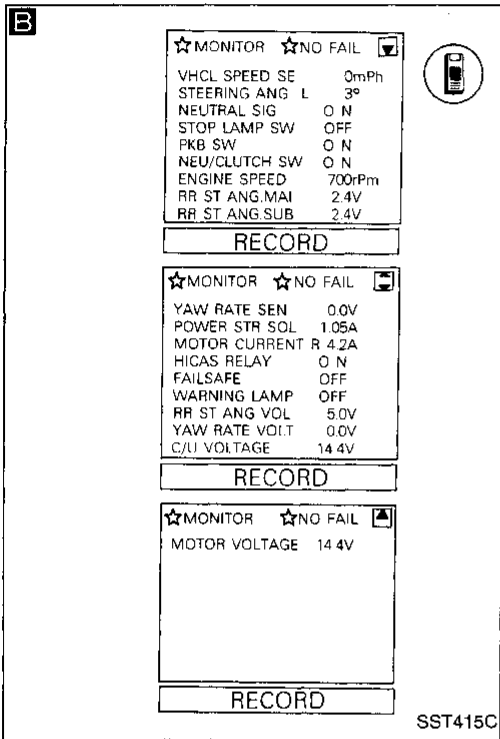 B
☆MONITOR ☆NO FAIL
VHCL SPEED SE 0mPh
STEERING ANG L 3°
NEUTRAL SIG O N
STOP LAMP SW OFF
PKB SW O N
NEU/CLUTCH SW O N
ENGINE SPEED 700rPm
RR ST ANG.MAI 2.4V
RR ST ANG.SUB 2.4V
RECORD
☆MONITOR ☆NO FAIL
YAW RATE SEN 0.0V
POWER STR SOL 1.05A
MOTOR CURRENT R 4.2A
HICAS RELAY O N
FAILSAFE OFF
WARNING LAMP OFF
RR ST ANG VOL 5.0V
YAW RATE VOLT 0.0V
C/U VOLTAGE 14.4V
RECORD
☆MONITOR ☆NO FAIL
MOTOR VOLTAGE 14.4V
RECORD
SST415C